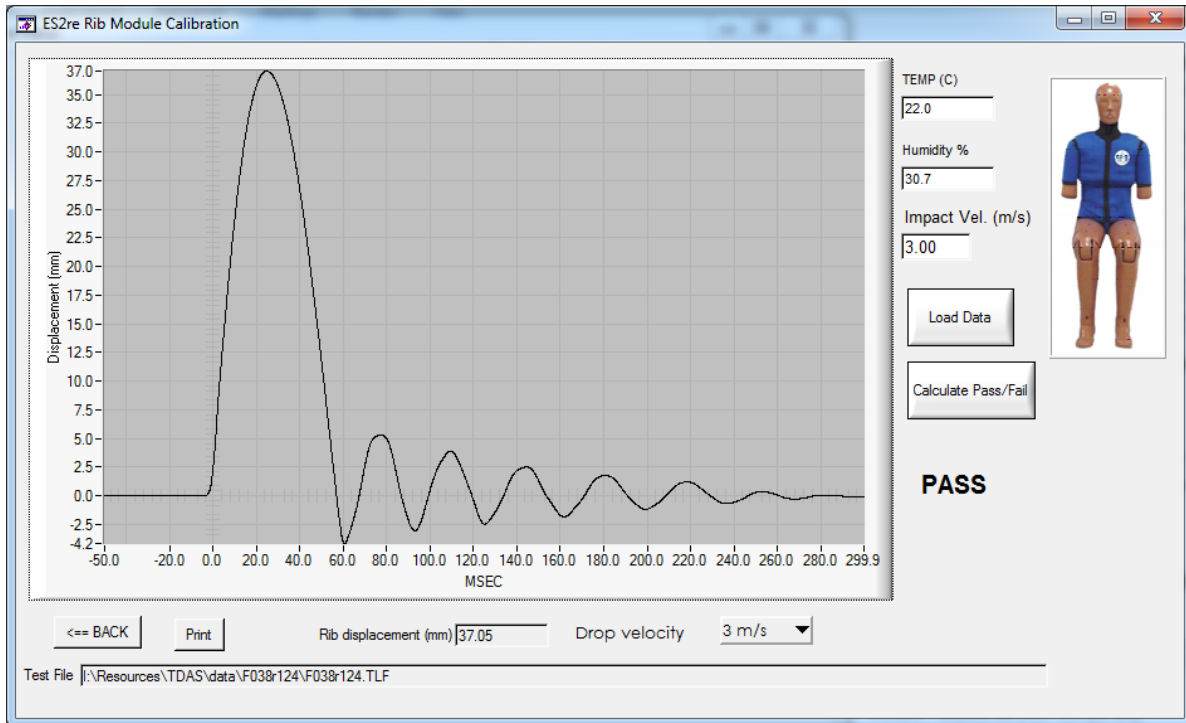 ES2re Rib Module Calibration
37.0
35.0
32.5
30.0
27.5
25.0
22.5
20.0
17.5
15.0
12.5
10.0
7.5
5.0
2.5
0.0
-2.5
-4.2
Displacement (mm)
-50.0 -20.0 0.0 20.0 40.0 60.0 80.0 100.0 120.0 140.0 160.0 180.0 200.0 220.0 240.0 260.0 280.0 299.9
MSEC
TEMP (C)
22.0
Humidity %
30.7
Impact Vel. (m/s)
3.00
Load Data
Calculate Pass/Fail
PASS
<== BACK Print Rib displacement (mm) 37.05 Drop velocity 3 m/s
Test File I:\Resources\TDAS\data\F038r124\F038r124.TLF